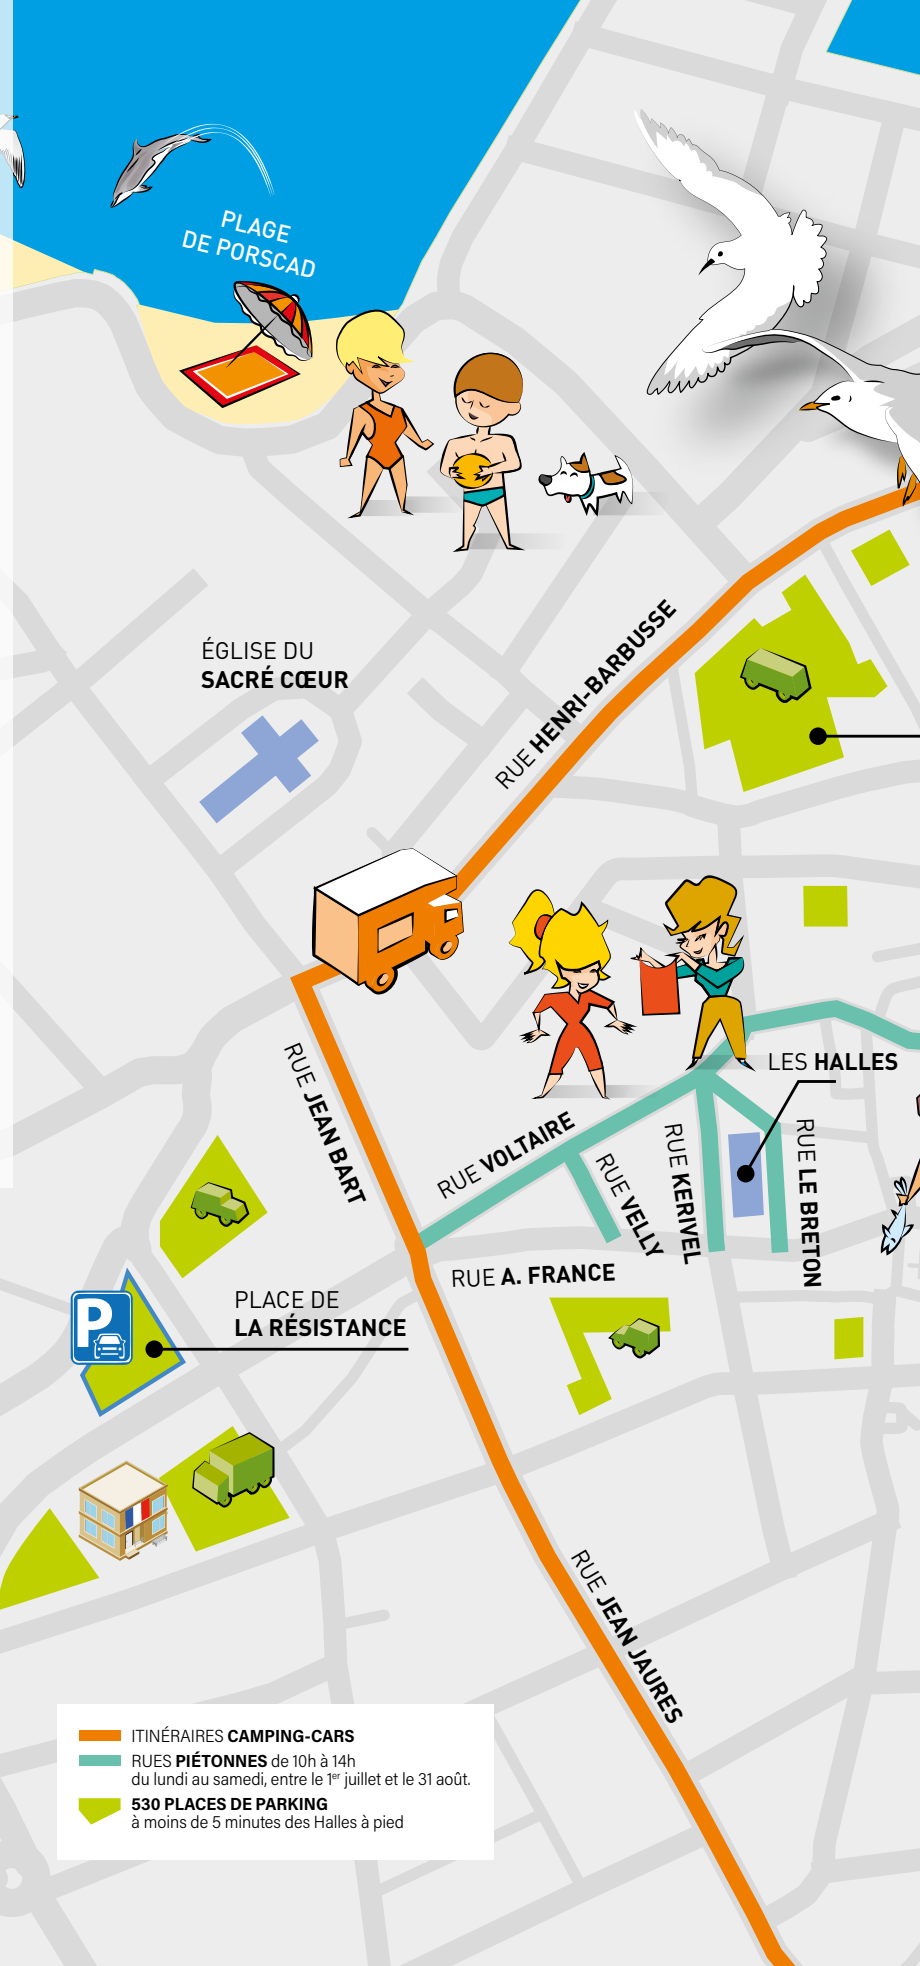 PLAGE
DE PORSCAD
ÉGLISE DU
SACRÉ CŒUR
RUE HENRI-BARBUSSE
LES HALLES
RUE JEAN BART
RUE VOLTAIRE
RUE VELLY
RUE KERIVEL
RUE LE BRETON
RUE A. FRANCE
P
PLACE DE
LA RÉSISTANCE
RUE JEAN JAURES
ITINÉRAIRES CAMPING-CARS
RUES PIÉTONNES de 10h à 14h
du lundi au samedi, entre le 1er juillet et le 31 août.
530 PLACES DE PARKING
à moins de 5 minutes des Halles à pied